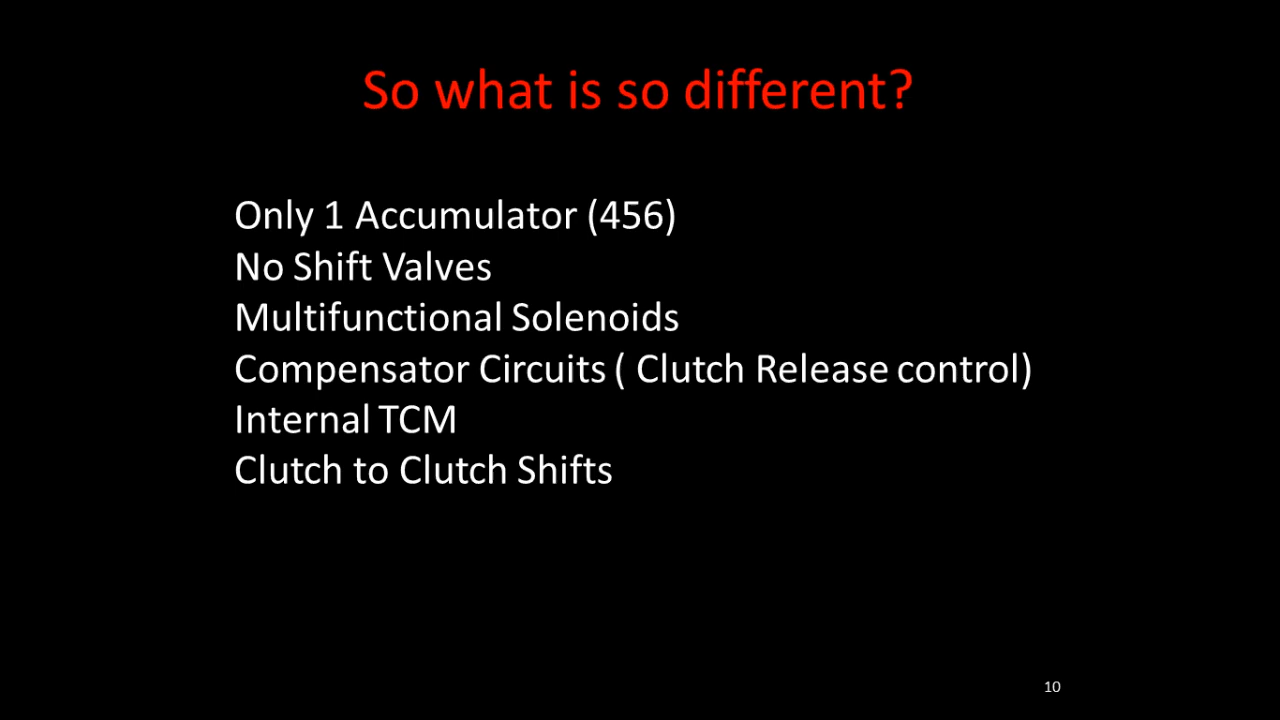 So what is so different?
Only 1 Accumulator (456)
No Shift Valves
Multifunctional Solenoids
Compensator Circuits ( Clutch Release control)
Internal TCM
Clutch to Clutch Shifts
10